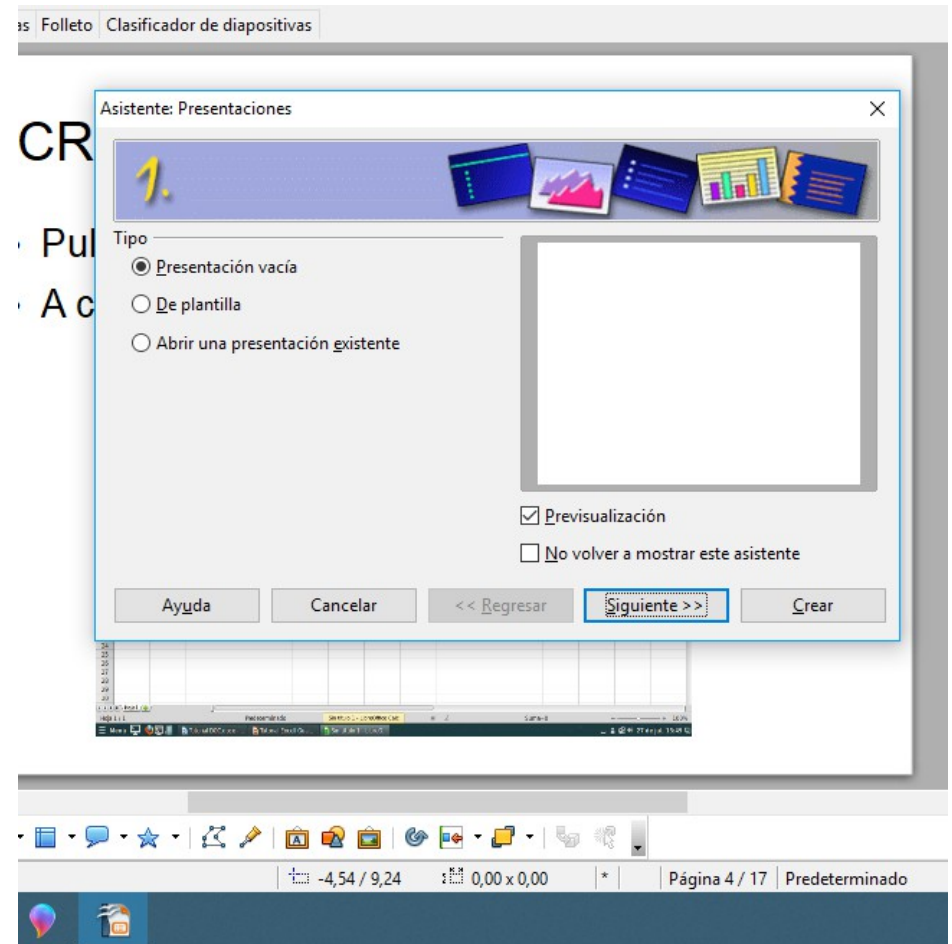 as Folleto Clasificador de diapositivas
Asistente: Presentaciones
CR
1.
Pul
Tipo
Presentación vacía
A c
De plantilla
Abrir una presentación existente
Previsualización
No volver a mostrar este asistente
Ayuda Cancelar << Regresar Siguiente >> Crear
-4,54 / 9,24 0,00 x 0,00 * Página 4 / 17 Predeterminado